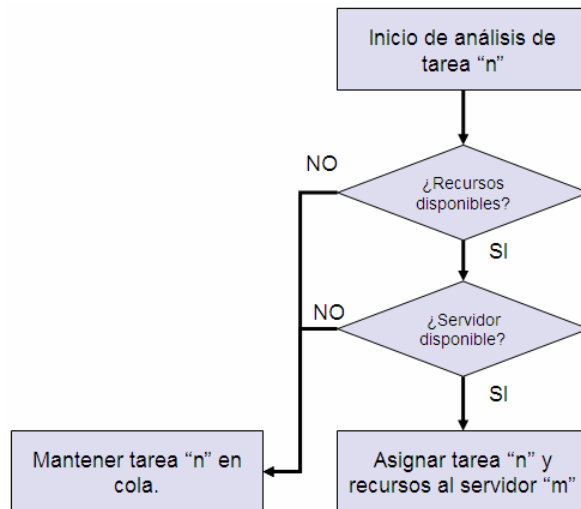 Inicio de análisis de
tarea “n”
NO
¿Recursos
disponibles?
SI
NO
¿Servidor
disponible?
SI
Mantener tarea “n” en
cola.
Asignar tarea “n” y
recursos al servidor “m”